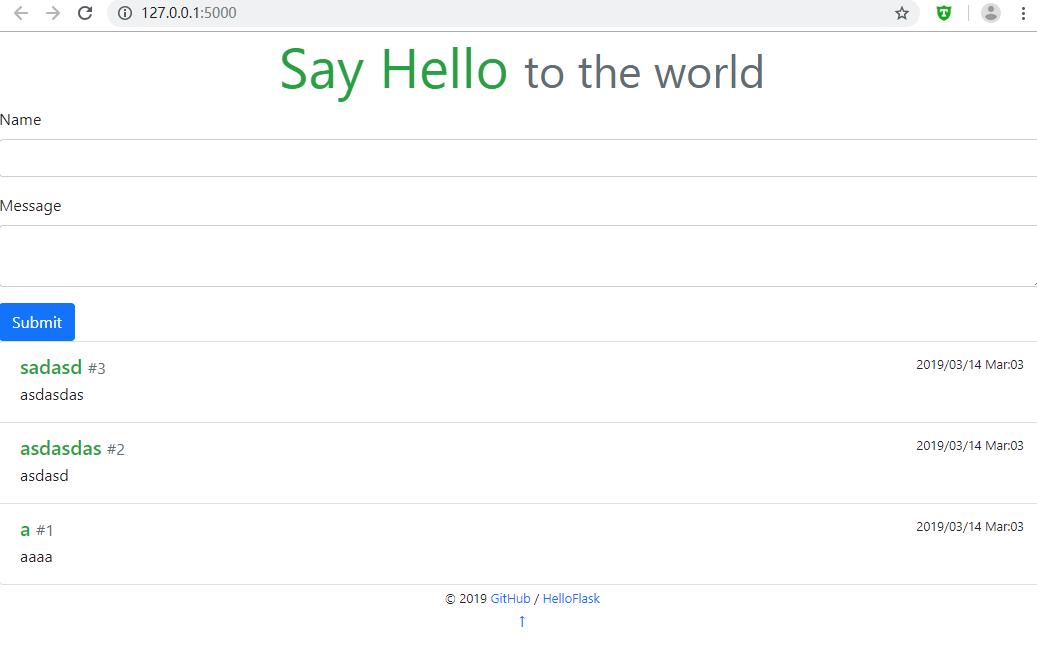 127.0.0.1:5000
Say Hello to the world
Name
Message
Submit
sadasd #3 2019/03/14 Mar:03
asdasdas
asdasdas #2 2019/03/14 Mar:03
asdasd
a #1 2019/03/14 Mar:03
aaaa
© 2019 GitHub / HelloFlask
↑